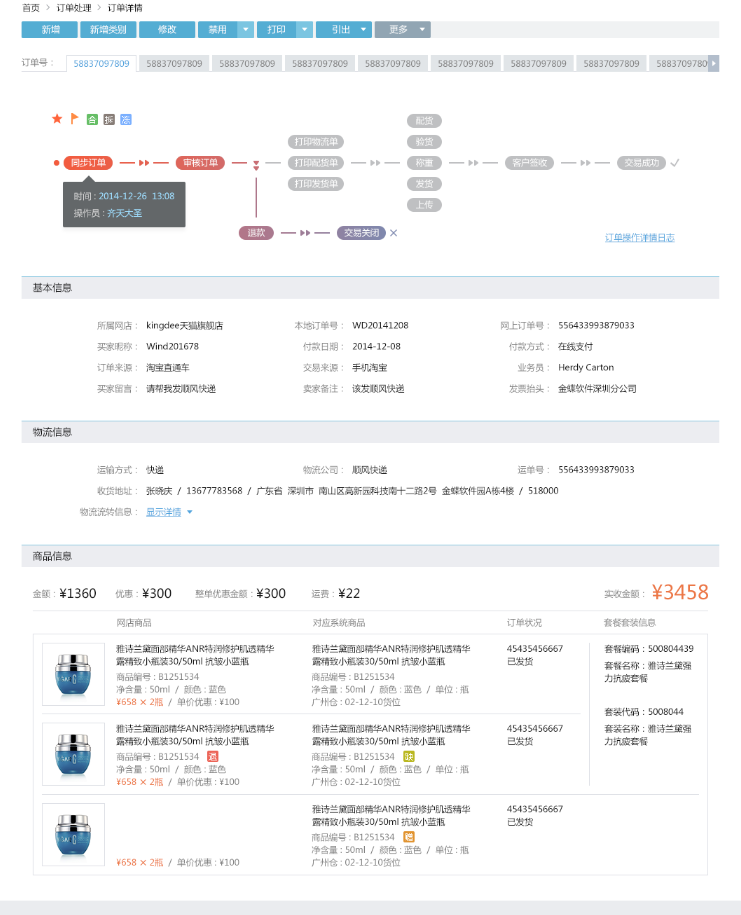 首页 > 订单处理 > 订单详情
新增 新增类别 修改 禁用 打印 引出 更多
订单号： 58837097809 58837097809 58837097809 58837097809 58837097809 58837097809 58837097809 58837097809 5883709780
合 拆
配货
打印物流单 验货
同步订单 审核订单 打印配货单 称重 客户签收 交易成功
打印发货单 发货
时间 : 2014-12-26 13:08
操作员 : 齐天大圣
上传
退款 交易关闭
订单操作详情日志
基本信息
所属网店： kingdee天猫旗舰店 本地订单号： WD20141208 网上订单号： 556433993879033
买家昵称： Wind201678 付款日期： 2014-12-08 付款方式： 在线支付
订单来源： 淘宝直通车 交易来源： 手机淘宝 业务员： Herdy Carton
买家留言： 请帮我发顺风快递 卖家备注： 该发顺风快递 发票抬头： 金蝶软件深圳分公司
物流信息
运输方式： 快递 物流公司： 顺风快递 运单号： 556433993879033
收货地址： 张晓庆 / 13677783568 / 广东省 深圳市 南山区高新园科技南十二路2号 金蝶软件园A栋4楼 / 518000
物流流转信息： 显示详情
商品信息
金额：¥1360 优惠：¥300 整单优惠金额：¥300 运费：¥22 实收金额：¥3458
网店商品 对应系统商品 订单状况 套餐套装信息
雅诗兰黛面部精华ANR特润修护肌透精华 雅诗兰黛面部精华ANR特润修护肌透精华 45435456667 套餐编码：500804439
露精致小瓶装30/50ml 抗皱小蓝瓶 露精致小瓶装30/50ml 抗皱小蓝瓶 已发货 套餐名称：雅诗兰黛强
商品编号 : B1251534 商品编号 : B1251534 力抗疲套餐
净含量 : 50ml / 颜色 : 蓝色 净含量 : 50ml / 颜色 : 蓝色 / 单位 : 瓶
¥658 × 2瓶 / 单价优惠 : ¥100 广州仓 : 02-12-10货位
套装代码：5008044
雅诗兰黛面部精华ANR特润修护肌透精华 雅诗兰黛面部精华ANR特润修护肌透精华 45435456667 套装名称：雅诗兰黛强
露精致小瓶装30/50ml 抗皱小蓝瓶 露精致小瓶装30/50ml 抗皱小蓝瓶 已发货 力抗疲套餐
商品编号 : B1251534 商品编号 : B1251534
净含量 : 50ml / 颜色 : 蓝色 净含量 : 50ml / 颜色 : 蓝色 / 单位 : 瓶
¥658 × 2瓶 / 单价优惠 : ¥100 广州仓 : 02-12-10货位
雅诗兰黛面部精华ANR特润修护肌透精华 45435456667
露精致小瓶装30/50ml 抗皱小蓝瓶 已发货
商品编号 : B1251534 赠
净含量 : 50ml / 颜色 : 蓝色 / 单位 : 瓶
¥658 × 2瓶 / 单价优惠 : ¥100 广州仓 : 02-12-10货位